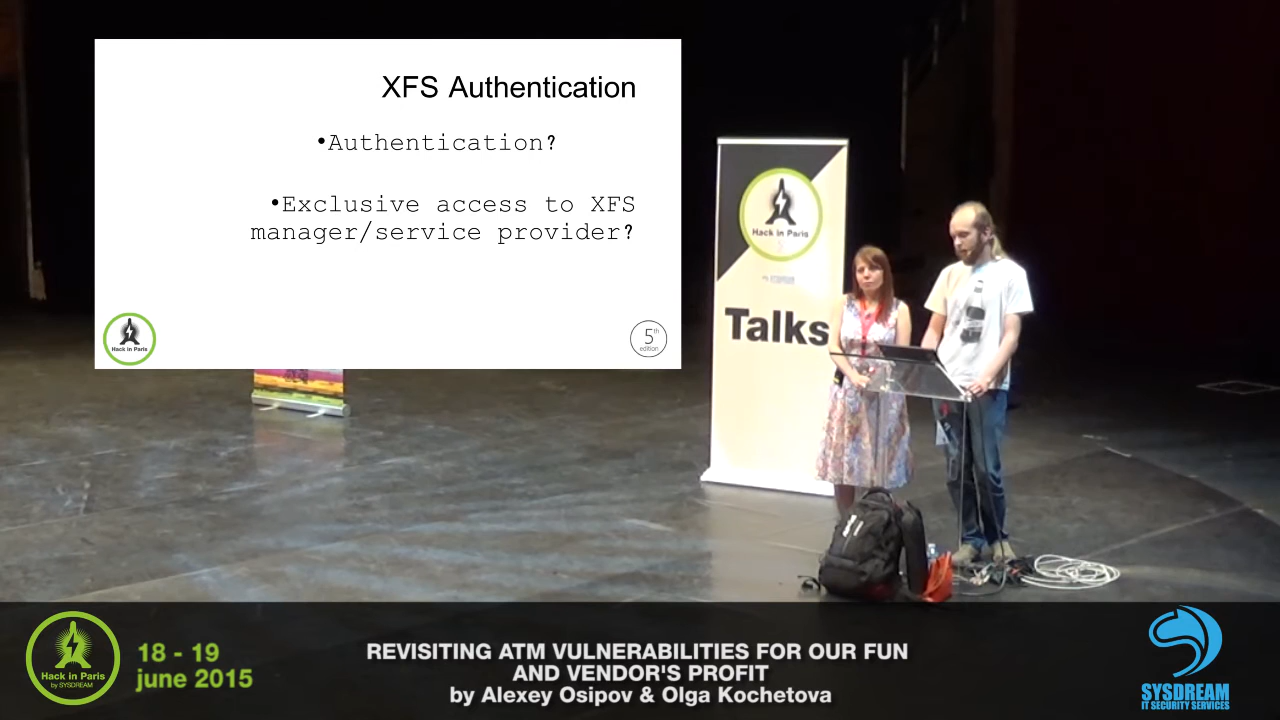 XFS Authentication
•Authentication?
•Exclusive access to XFS
manager/service provider?
Hack in Paris
5th
edition
Hack in Paris
SYSDREAM
Talks
Hack in Paris
by SYSDREAM
18 - 19
june 2015
REVISITING ATM VULNERABILITIES FOR OUR FUN
AND VENDOR'S PROFIT
by Alexey Osipov & Olga Kochetova
SYSDREAM
IT SECURITY SERVICES